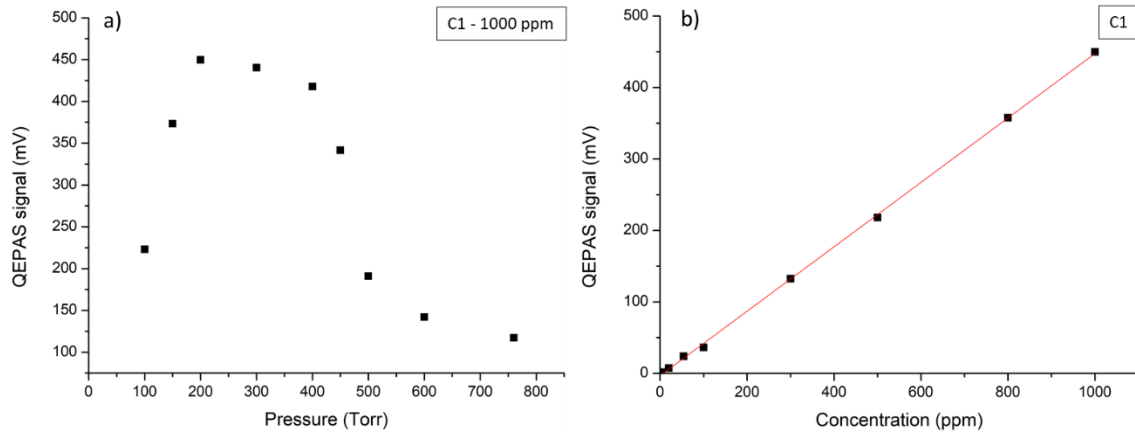 a)
C1 - 1000 ppm
500
450
400
350
300
250
200
150
100
0 100 200 300 400 500 600 700 800
QEPAS signal (mV)
Pressure (Torr)
b)
C1
500
400
300
200
100
0
0 200 400 600 800 1000
QEPAS signal (mV)
Concentration (ppm)